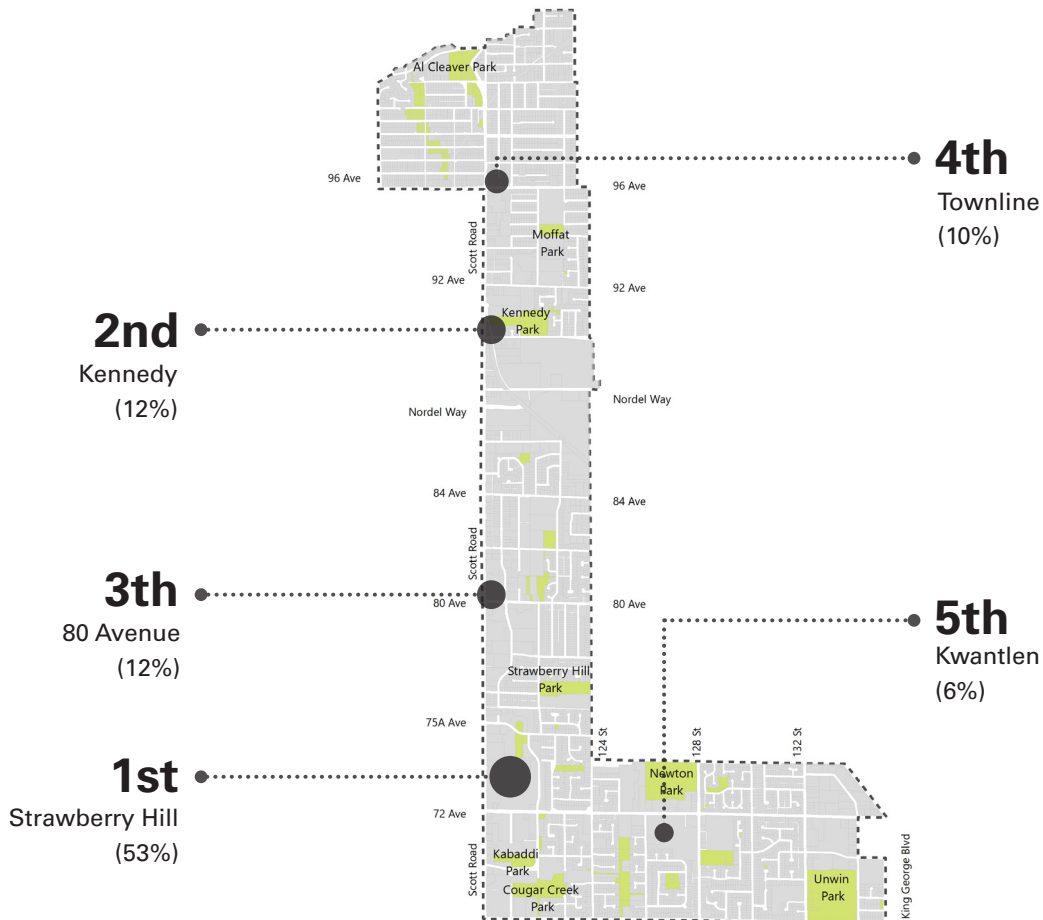 Al Cleaver Park
4th
Townline
(10%)
96 Ave
96 Ave
Scott Road
Moffat
Park
92 Ave
92 Ave
2nd
Kennedy
(12%)
Kennedy
Park
Nordel Way
Nordel Way
84 Ave
84 Ave
Scott Road
3th
80 Avenue
(12%)
80 Ave
80 Ave
5th
Kwantlen
(6%)
Strawberry Hill
Park
75A Ave
124 St
128 St
132 St
1st
Strawberry Hill
(53%)
Newton
Park
72 Ave
Scott Road
Kabaddi
Park
Cougar Creek
Park
Unwin
Park
King George Blvd